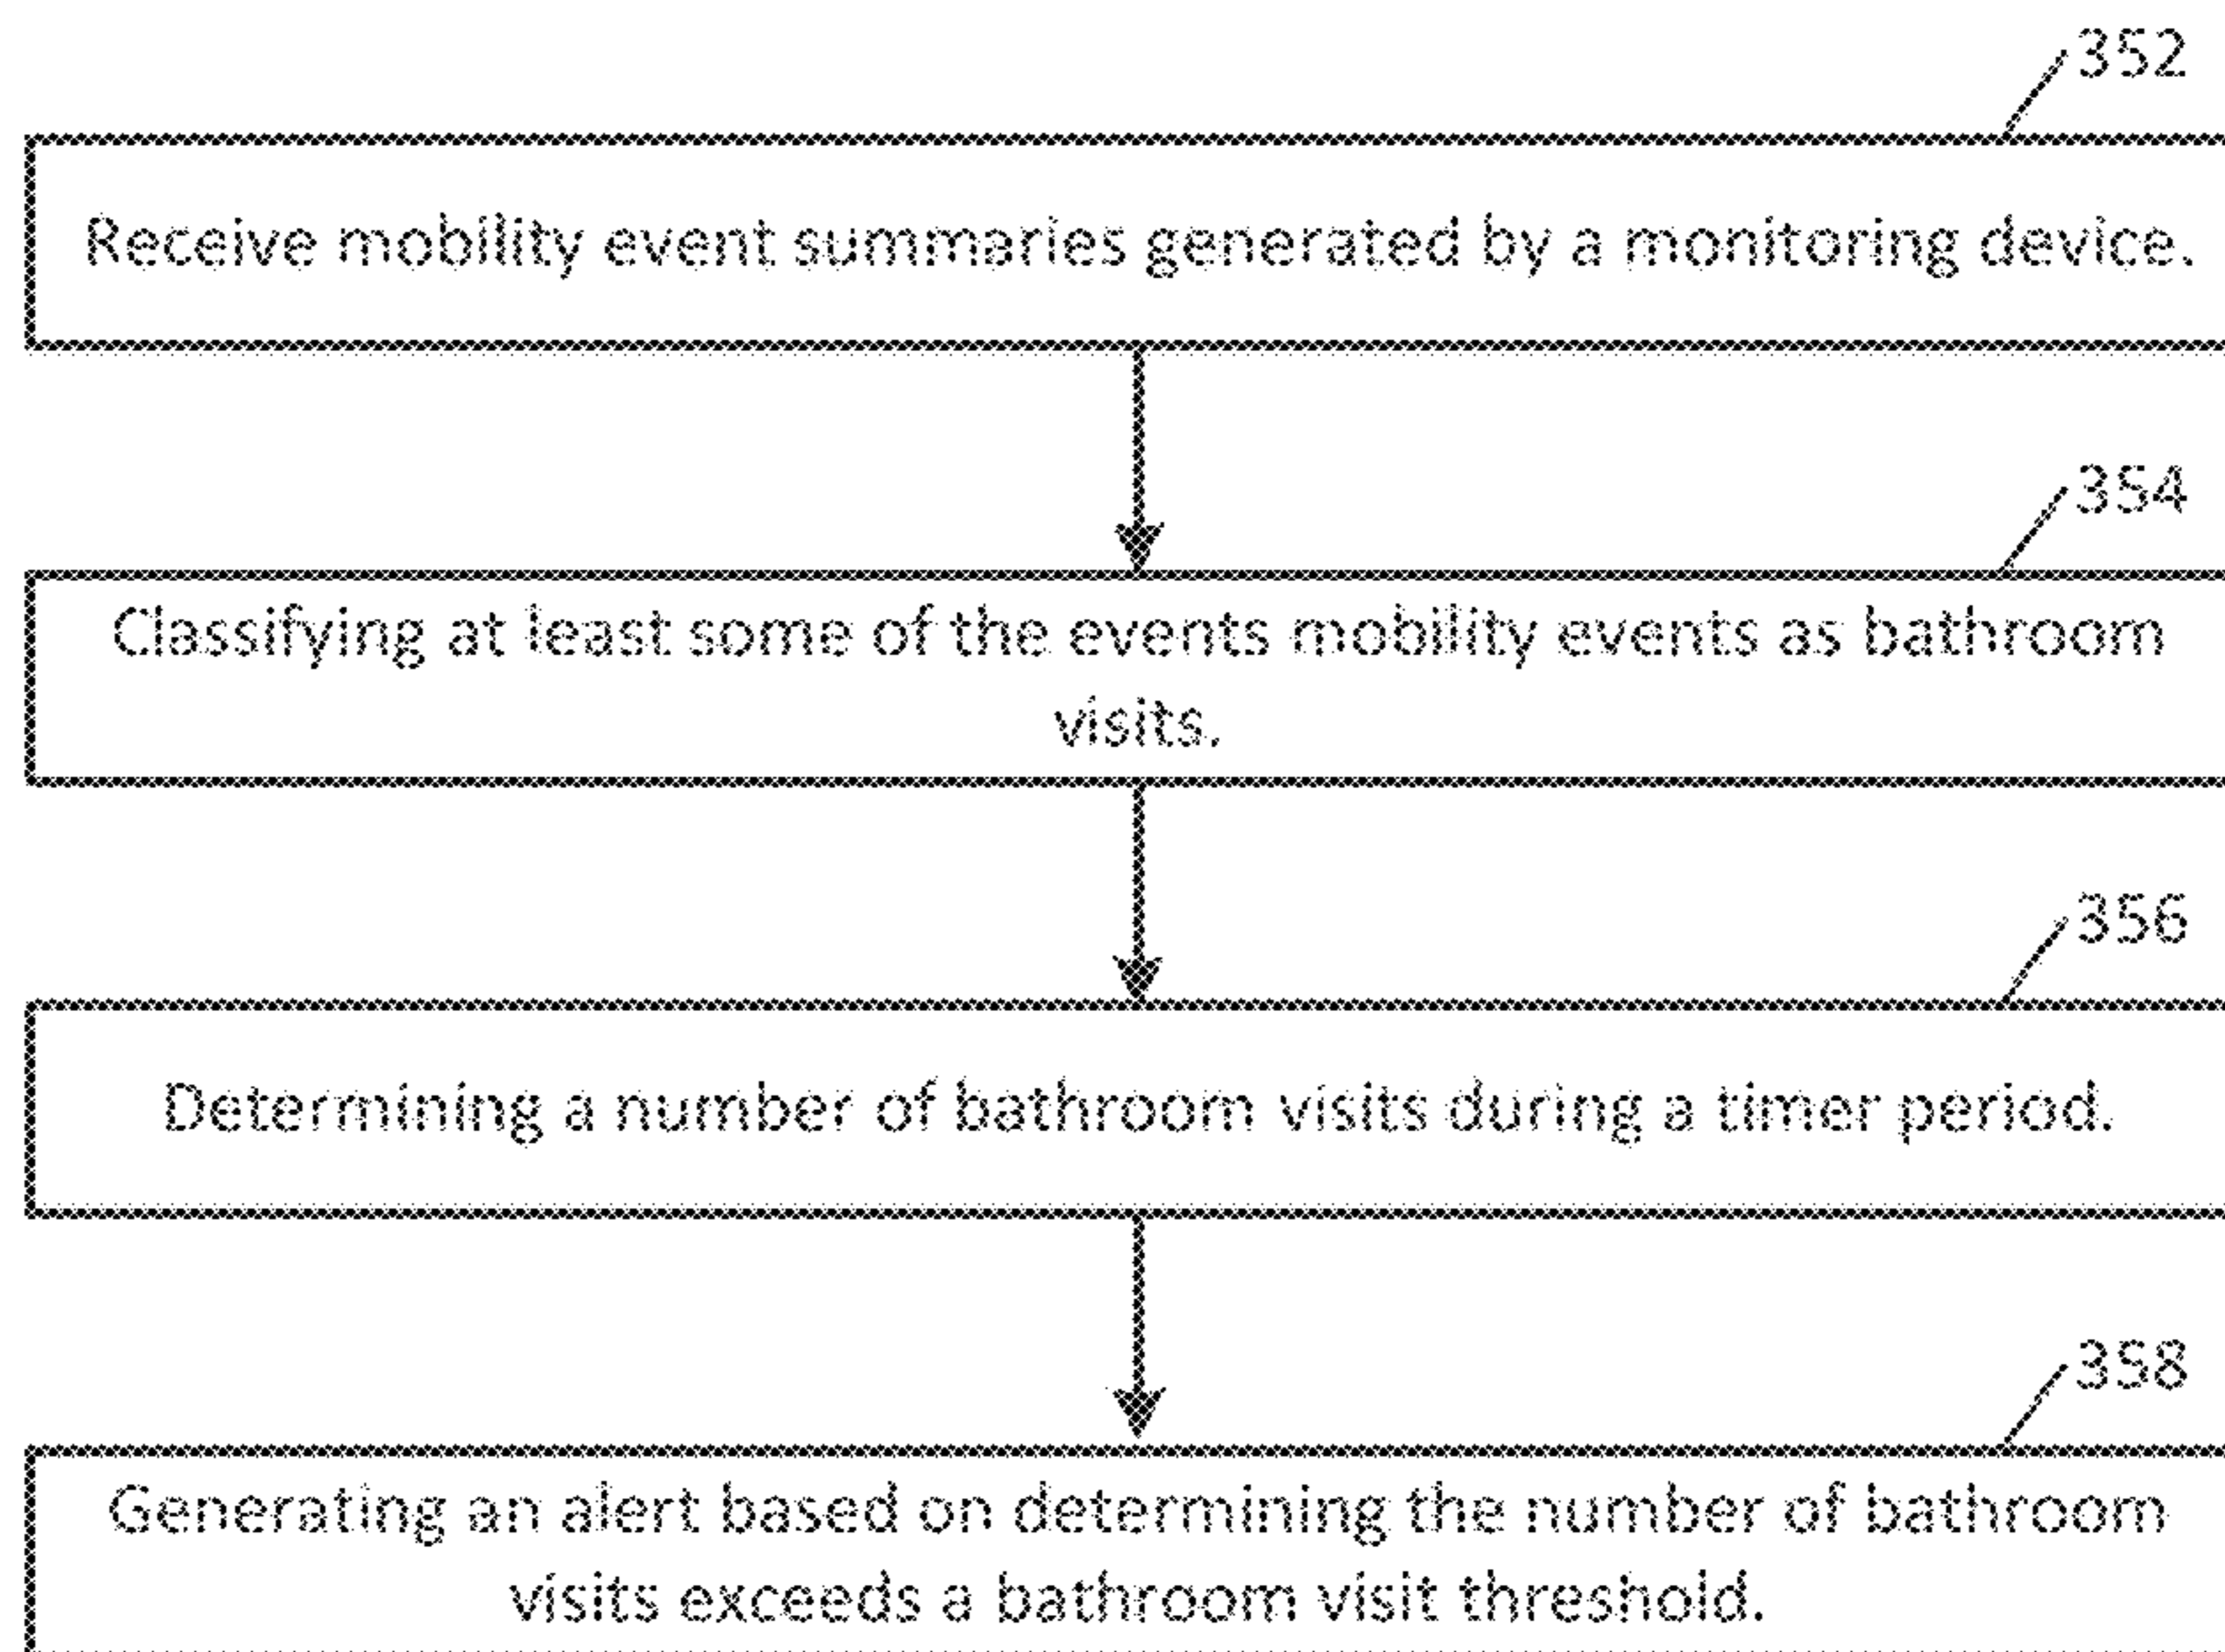 352
Receive mobility event summaries generated by a monitoring device.
354
Classifying at least some of the events mobility events as bathroom
visits.
356
Determining a number of bathroom visits during a timer period.
358
Generating an alert based on determining the number of bathroom
visits exceeds a bathroom visit threshold.